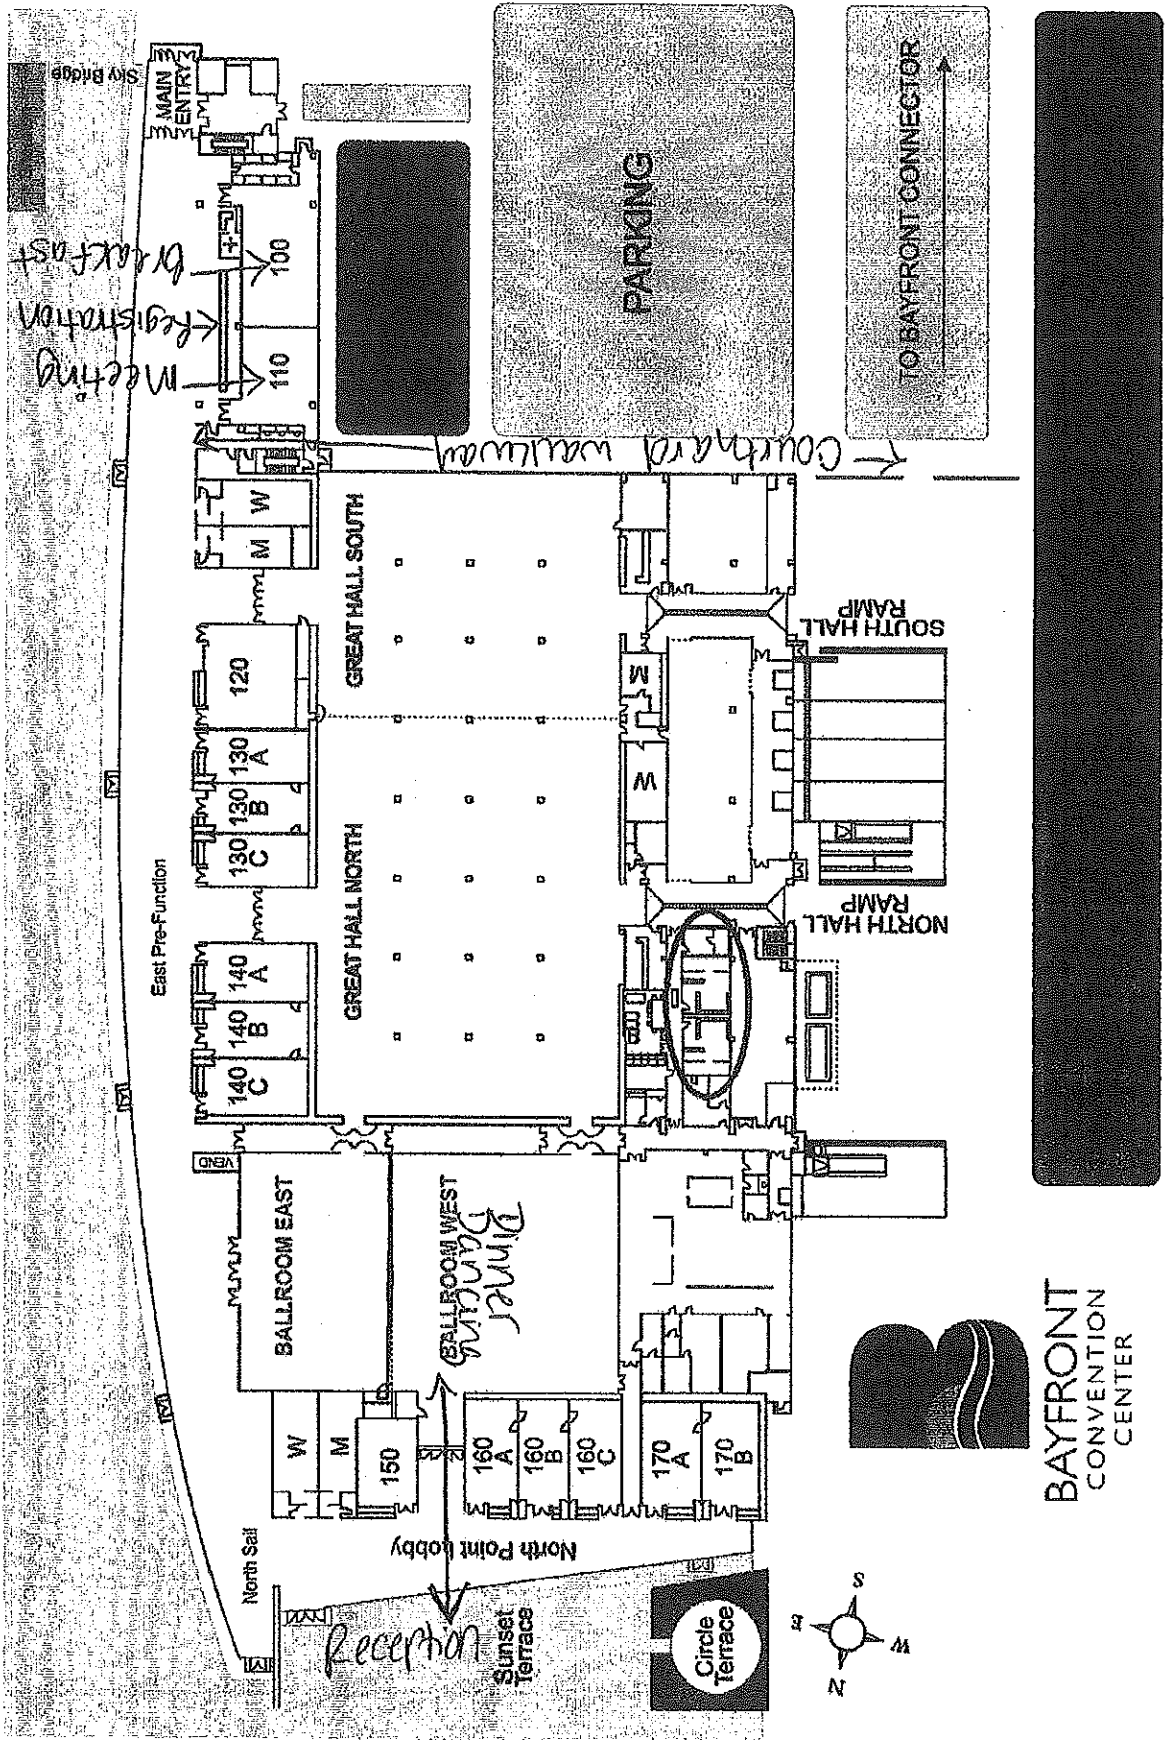 Sky Bridge
MAIN
ENTRY
breakfast
100
Registration
meeting
110
PARKING
TO BAYFRONT CONNECTOR
Courtyard walkway
W
M
GREAT HALL SOUTH
120
130
A
130
B
130
C
M
W
SOUTH HALL
RAMP
East Pre-Function
GREAT HALL NORTH
NORTH HALL
RAMP
140
A
140
B
140
C
VEND
BALLROOM EAST
BALLROOM WEST
Dinner
Dancing
W
M
150
160
A
160
B
160
C
170
A
170
B
North Sail
North Point Lobby
Reception
Sunset
Terrace
Circle
Terrace
N
E
S
W
BAYFRONT
CONVENTION
CENTER